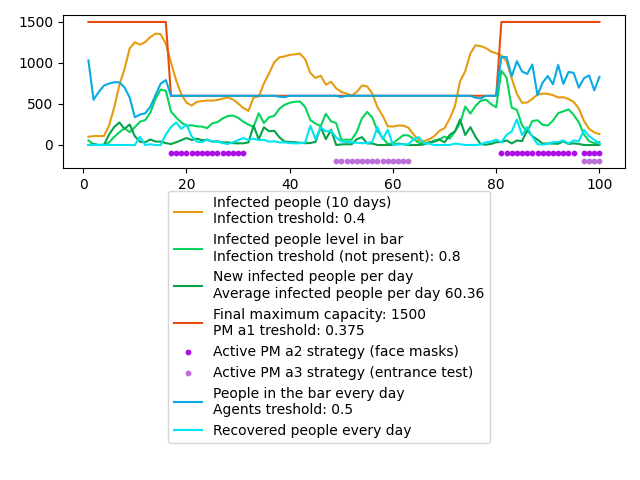 1500
1000
500
0
0
20
40
60
80
100
Infected people (10 days)
Infection treshold: 0.4
Infected people level in bar
Infection treshold (not present): 0.8
New infected people per day
Average infected people per day 60.36
Final maximum capacity: 1500
PM a1 treshold: 0.375
Active PM a2 strategy (face masks)
Active PM a3 strategy (entrance test)
People in the bar every day
Agents treshold: 0.5
Recovered people every day